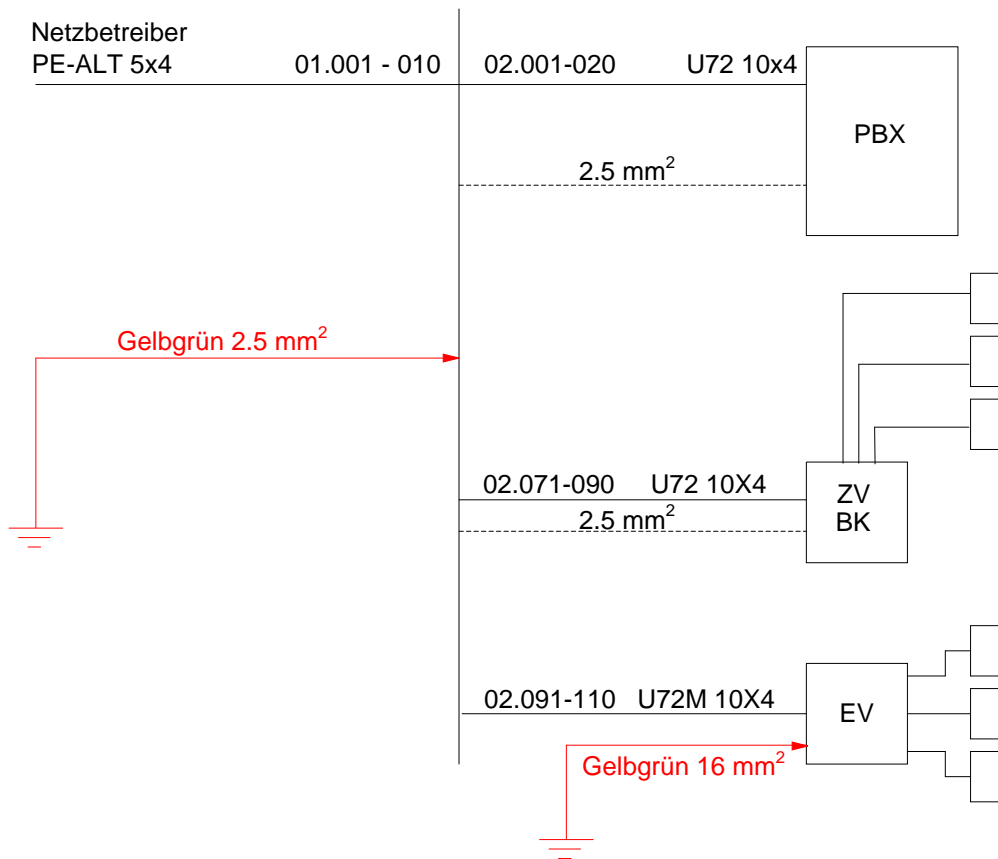 Netzbetreiber
PE-ALT 5x4 01.001 - 010 02.001-020 U72 10x4
PBX
2.5 mm²
Gelbgrün 2.5 mm²
02.071-090 U72 10X4
ZV
BK
2.5 mm²
02.091-110 U72M 10X4
EV
Gelbgrün 16 mm²